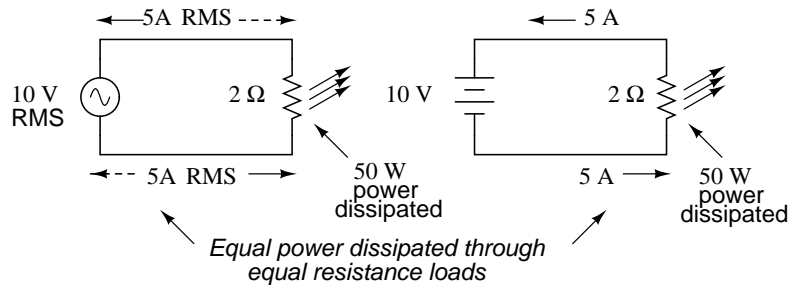 5A RMS
10 V
RMS
2 Ω
5A RMS
50 W
power
dissipated
5 A
10 V
2 Ω
5 A
50 W
power
dissipated
Equal power dissipated through
equal resistance loads